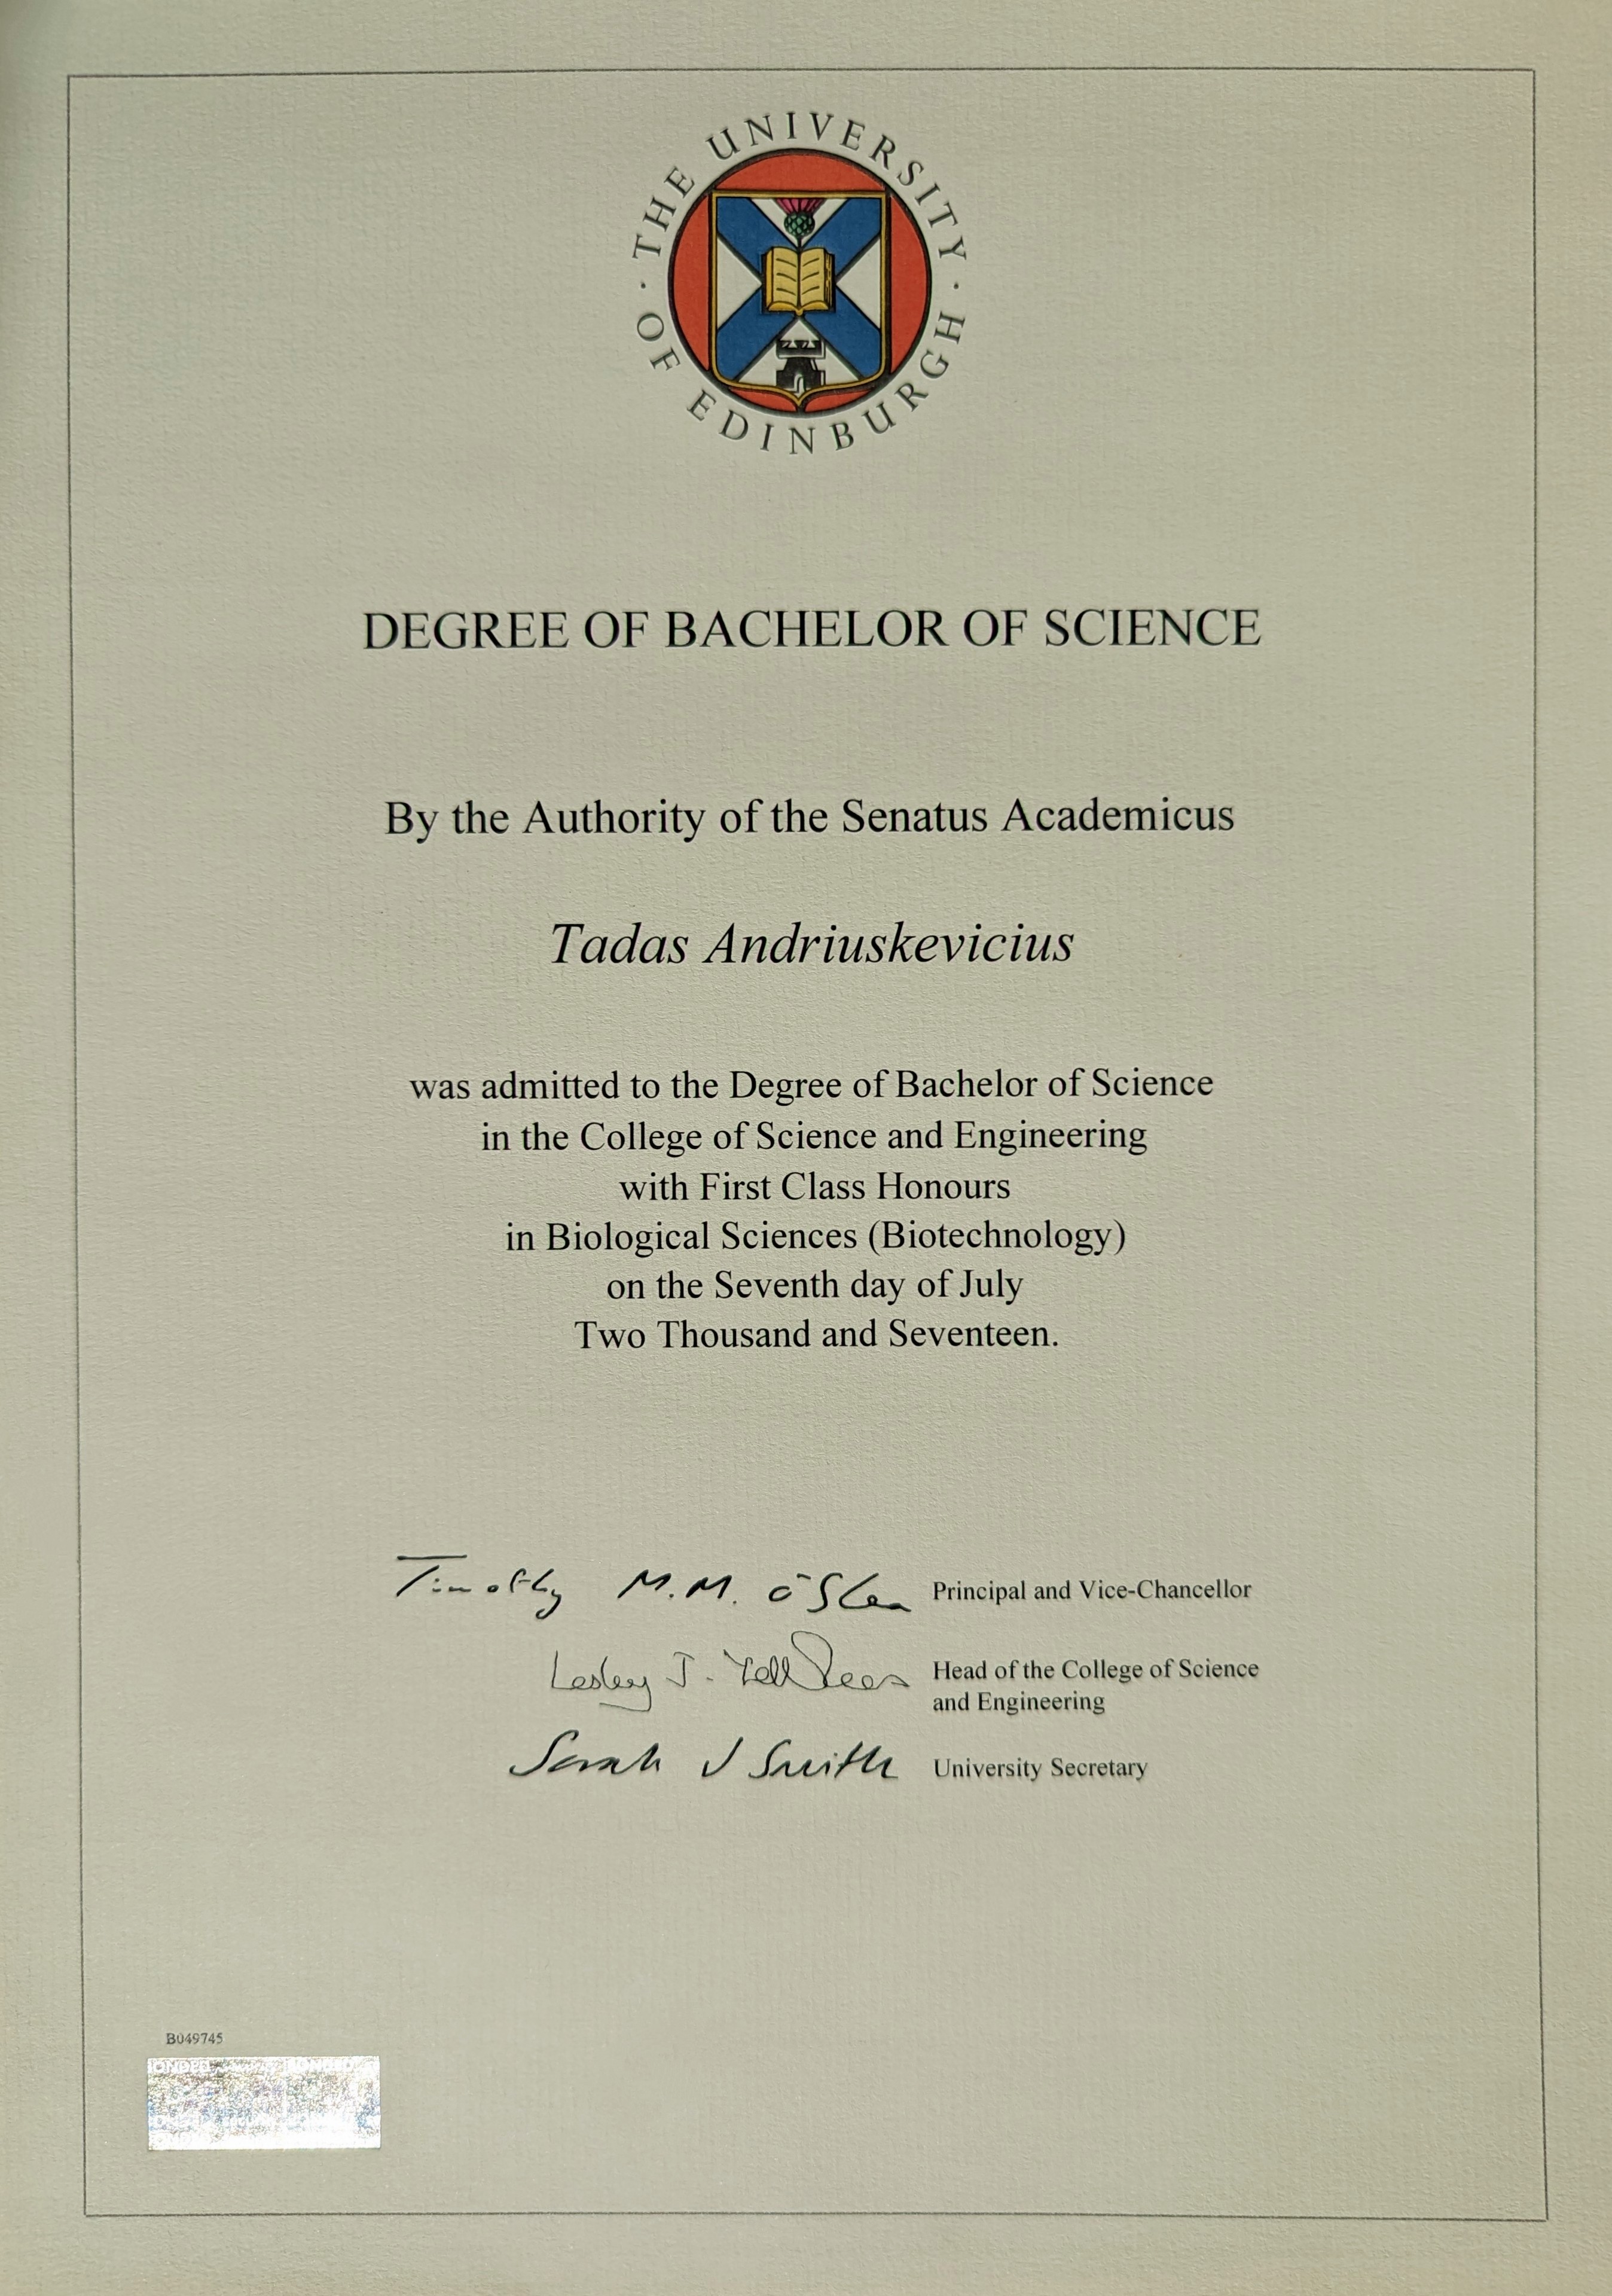 THE UNIVERSITY
OF EDINBURGH
DEGREE OF BACHELOR OF SCIENCE
By the Authority of the Senatus Academicus
Tadas Andriuskevicius
was admitted to the Degree of Bachelor of Science
in the College of Science and Engineering
with First Class Honours
in Biological Sciences (Biotechnology)
on the Seventh day of July
Two Thousand and Seventeen.
Timothy M.M. O'Shea Principal and Vice-Chancellor
Lesley J. Yellowlees Head of the College of Science
and Engineering
Sarah J Smith University Secretary
B049745